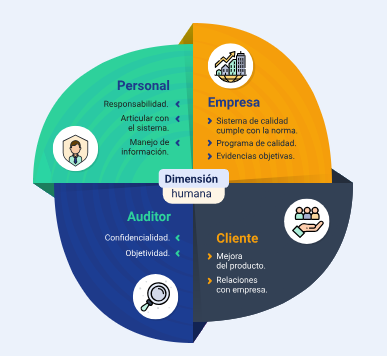 Personal
Responsabilidad.
Articular con
el sistema.
Manejo de
información.
Empresa
Sistema de calidad
cumple con la norma.
Programa de calidad.
Evidencias objetivas.
Dimensión
humana
Auditor
Confidencialidad.
Objetividad.
Cliente
Mejora
del producto.
Relaciones
con empresa.